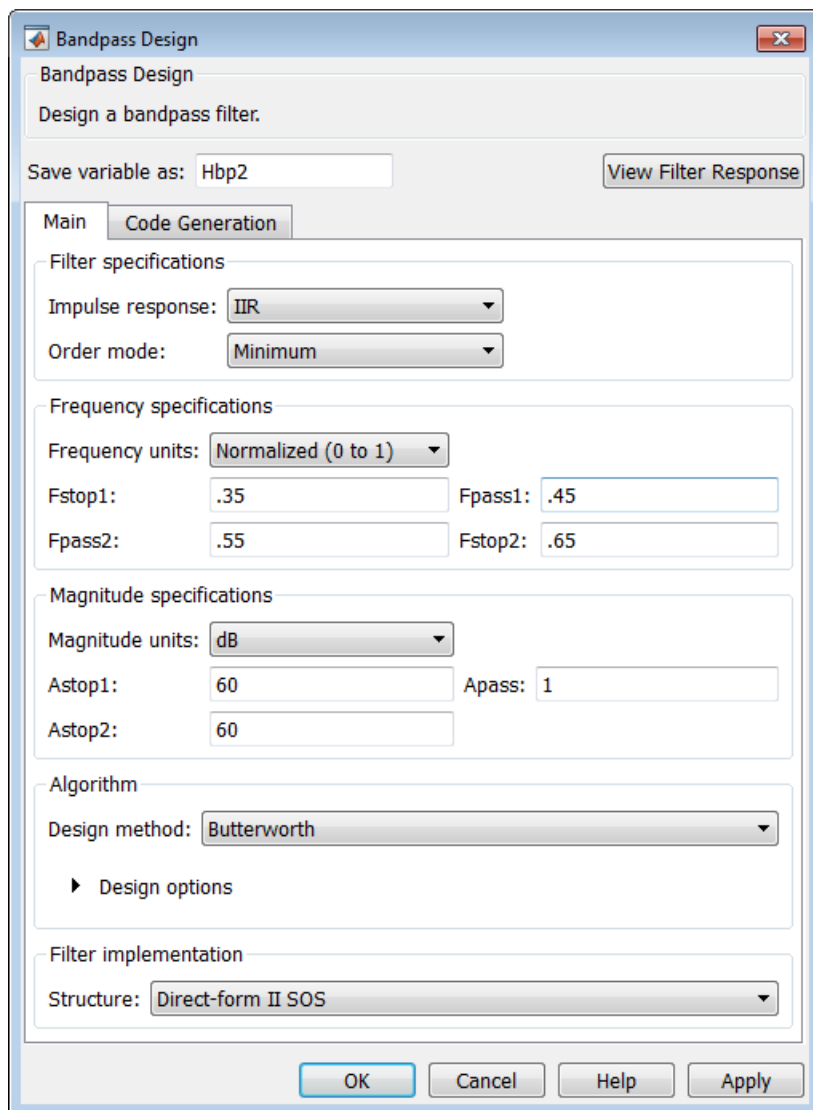 Bandpass Design
Bandpass Design
Design a bandpass filter.
Save variable as: Hbp2 View Filter Response
Main Code Generation
Filter specifications
Impulse response: IIR
Order mode: Minimum
Frequency specifications
Frequency units: Normalized (0 to 1)
Fstop1: .35 Fpass1: .45
Fpass2: .55 Fstop2: .65
Magnitude specifications
Magnitude units: dB
Astop1: 60 Apass: 1
Astop2: 60
Algorithm
Design method: Butterworth
Design options
Filter implementation
Structure: Direct-form II SOS
OK Cancel Help Apply